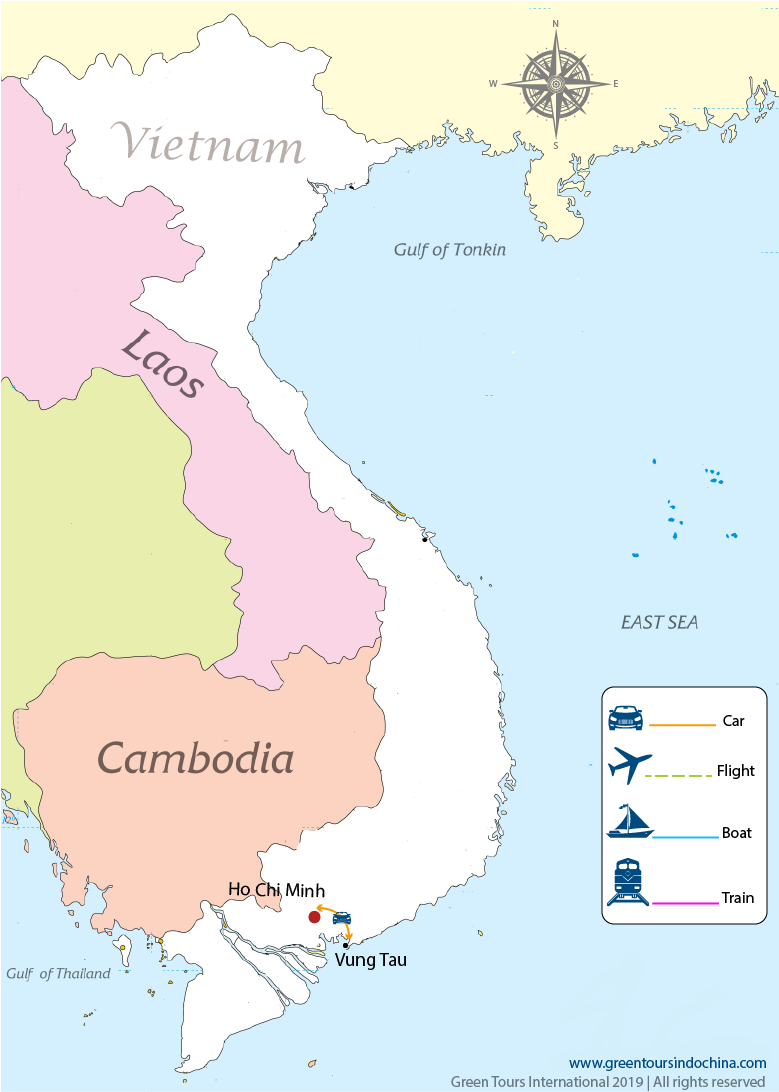 N
W
E
S
Vietnam
Gulf of Tonkin
Laos
EAST SEA
Car
Flight
Boat
Train
Cambodia
Ho Chi Minh
Vung Tau
Gulf of Thailand
www.greentoursindochina.com
Green Tours International 2019 | All rights reserved